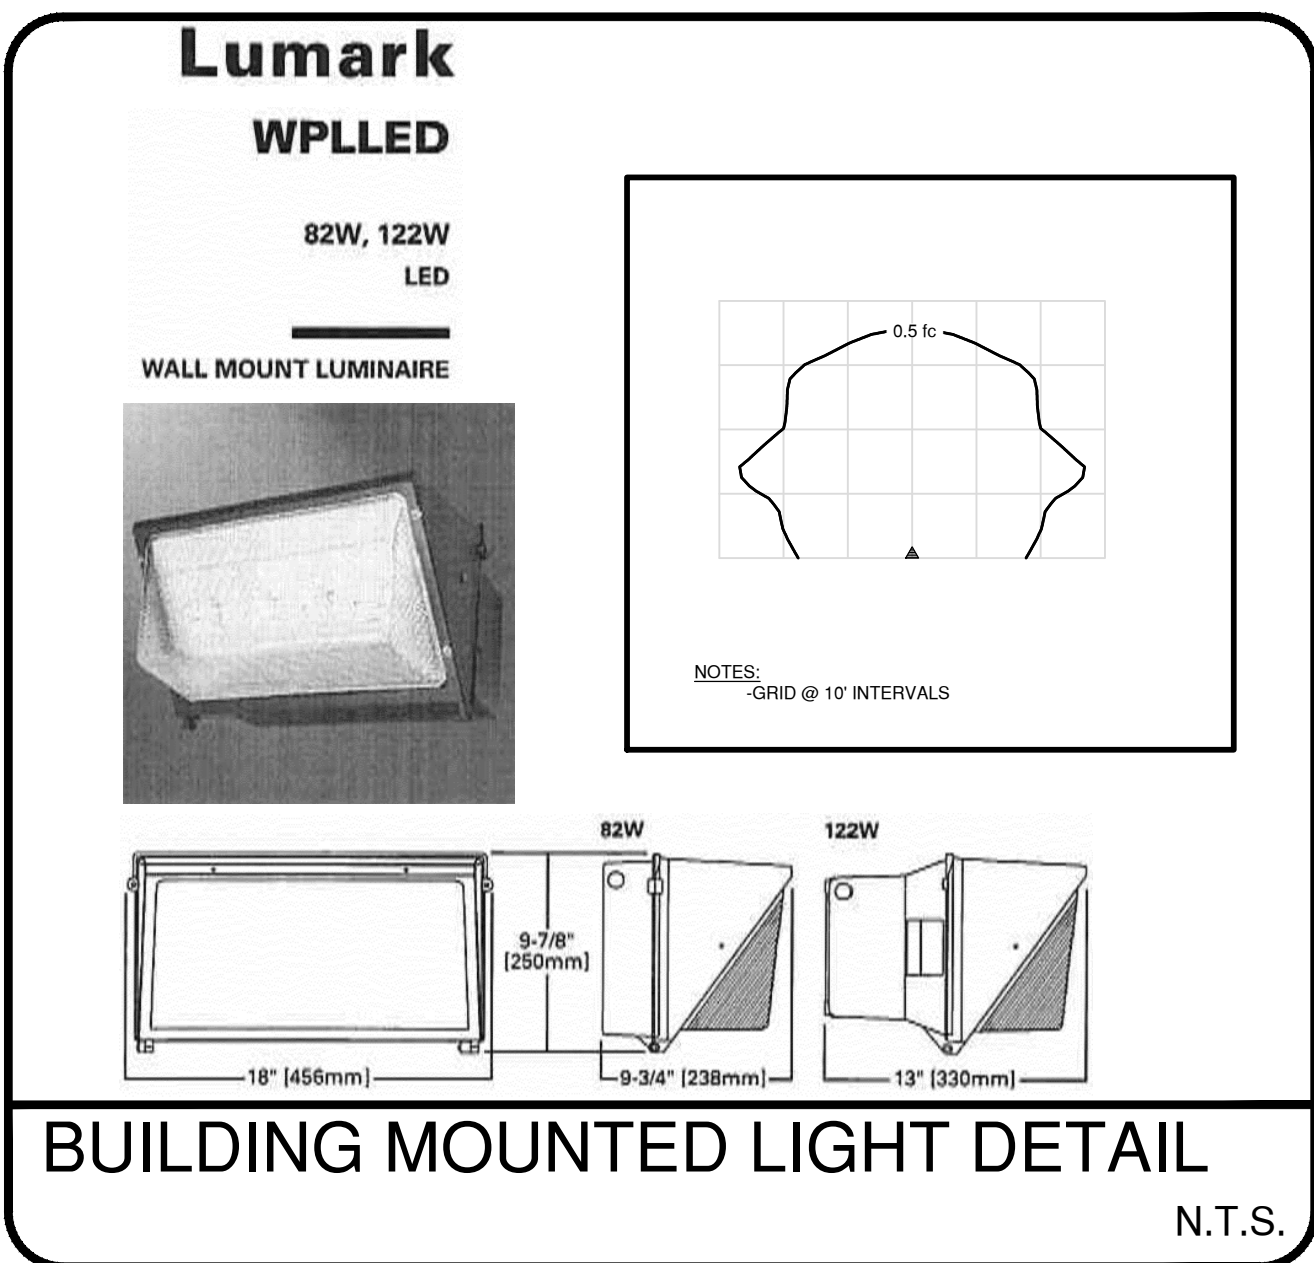 Lumark
WPLLED
82W, 122W
LED
WALL MOUNT LUMINAIRE
0.5 fc
NOTES:
-GRID @ 10' INTERVALS
82W
122W
9-7/8"
[250mm]
18" [456mm]
9-3/4" [238mm]
13" [330mm]
BUILDING MOUNTED LIGHT DETAIL
N.T.S.